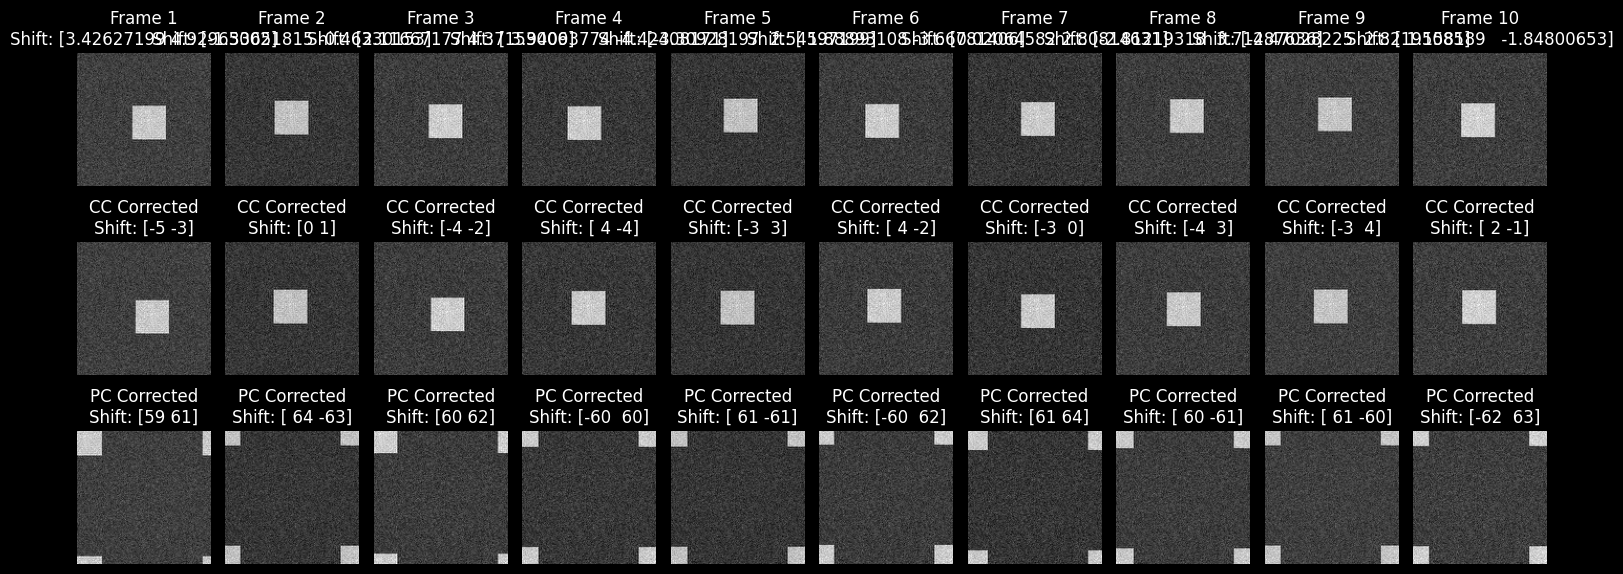 Frame 1 Frame 2 Frame 3 Frame 4 Frame 5 Frame 6 Frame 7 Frame 8 Frame 9 Frame 10
Shift: -1.84800653]
CC Corrected CC Corrected CC Corrected CC Corrected CC Corrected CC Corrected CC Corrected CC Corrected CC Corrected CC Corrected
Shift: [-5 -3] Shift: [0 1] Shift: [-4 -2] Shift: [ 4 -4] Shift: [-3 3] Shift: [ 4 -2] Shift: [-3 0] Shift: [-4 3] Shift: [-3 4] Shift: [ 2 -1]
PC Corrected PC Corrected PC Corrected PC Corrected PC Corrected PC Corrected PC Corrected PC Corrected PC Corrected PC Corrected
Shift: [59 61] Shift: [ 64 -63] Shift: [60 62] Shift: [-60 60] Shift: [ 61 -61] Shift: [-60 62] Shift: [61 64] Shift: [ 60 -61] Shift: [ 61 -60] Shift: [-62 63]